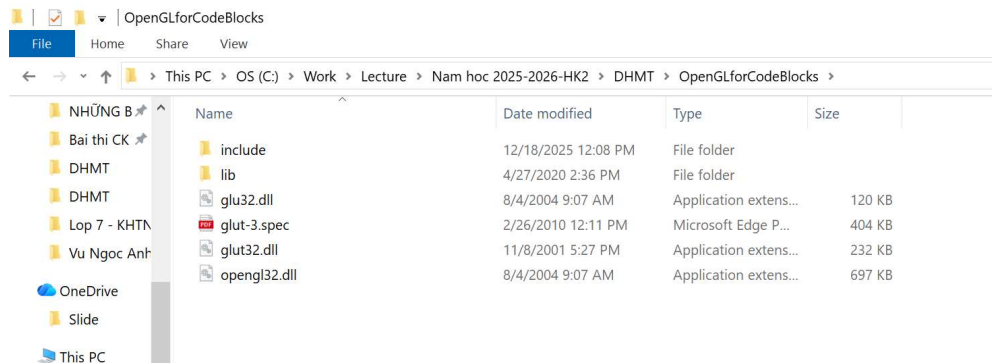 OpenGLforCodeBlocks
File Home Share View
This PC > OS (C:) > Work > Lecture > Nam hoc 2025-2026-HK2 > DHMT > OpenGLforCodeBlocks >
NHỮNG B
Bai thi CK
DHMT
DHMT
Lop 7 - KHTN
Vu Ngoc Anh
OneDrive
Slide
This PC
Name Date modified Type Size
include 12/18/2025 12:08 PM File folder
lib 4/27/2020 2:36 PM File folder
glu32.dll 8/4/2004 9:07 AM Application extens... 120 KB
PDF glut-3.spec 2/26/2010 12:11 PM Microsoft Edge P... 404 KB
glut32.dll 11/8/2001 5:27 PM Application extens... 232 KB
opengl32.dll 8/4/2004 9:07 AM Application extens... 697 KB